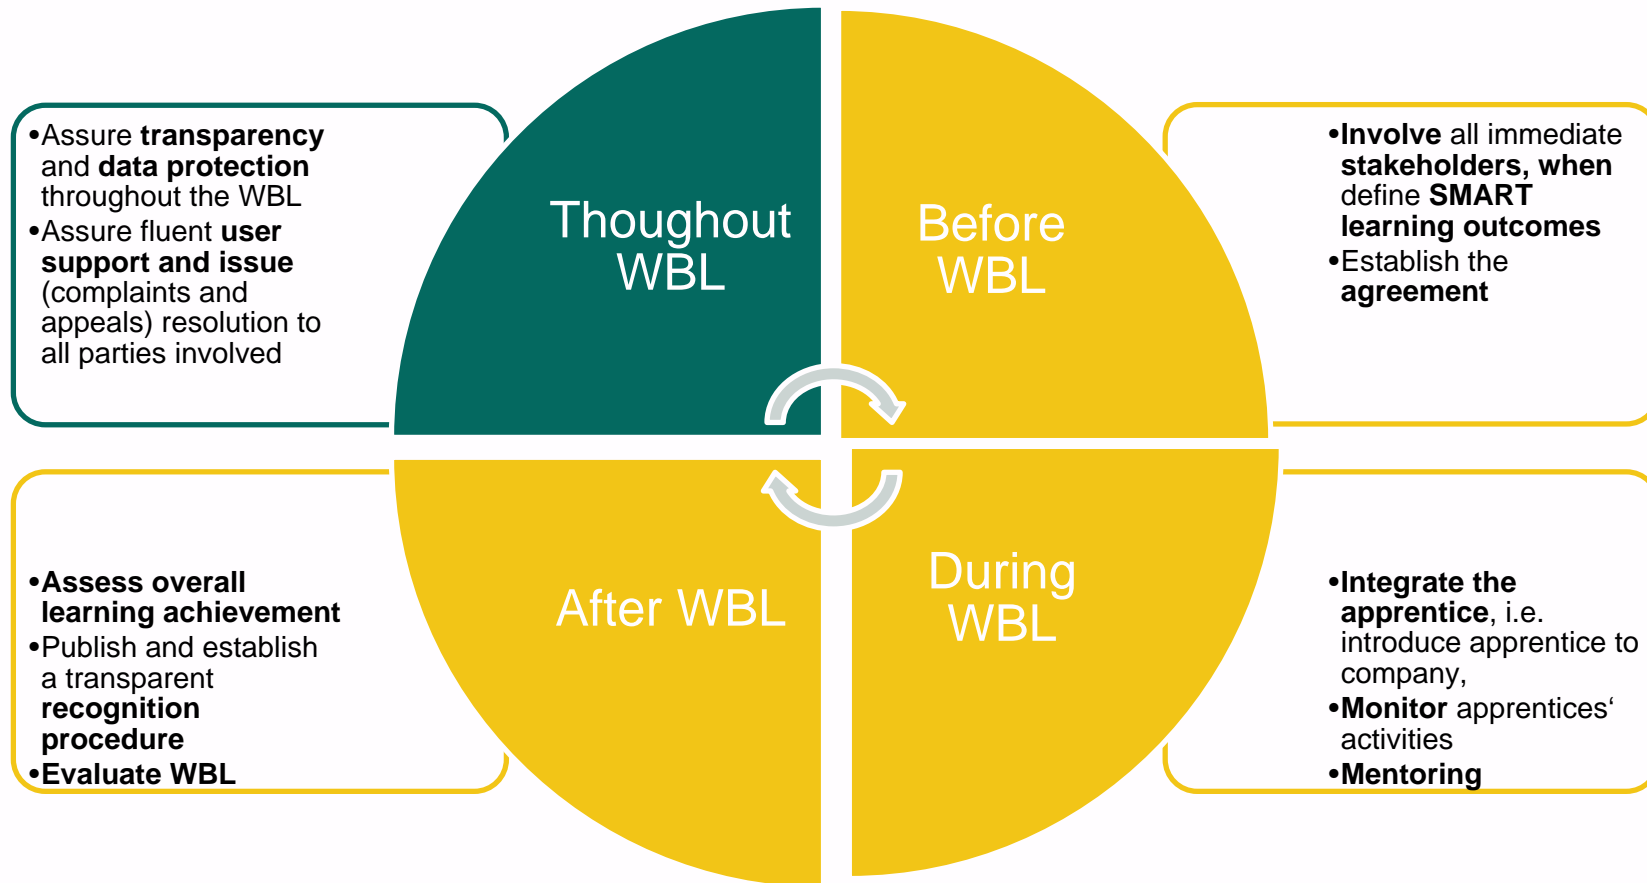 •Assure transparency
and data protection
throughout the WBL
•Assure fluent user
support and issue
(complaints and
appeals) resolution to
all parties involved
Thoughout
WBL
Before
WBL
•Involve all immediate
stakeholders, when
define SMART
learning outcomes
•Establish the
agreement
•Assess overall
learning achievement
•Publish and establish
a transparent
recognition
procedure
•Evaluate WBL
After WBL
During
WBL
•Integrate the
apprentice, i.e.
introduce apprentice to
company,
•Monitor apprentices‘
activities
•Mentoring